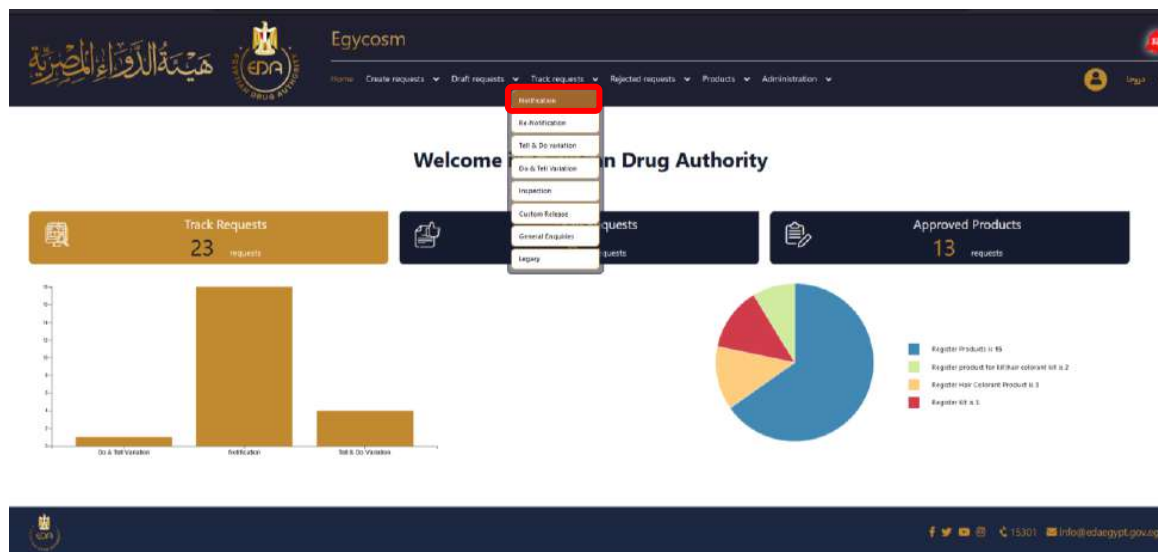 هيئة الدواء المصرية
EDA
EGYPTIAN DRUG AUTHORITY
Egycosm
Home Create requests Draft requests Track requests Rejected requests Products Administration
Notification
Re-Notification
Tell & Do variation
Do & Tell Variation
Inspection
Custom Release
General Enquiries
Legacy
Welcome n Drug Authority
Track Requests
23 requests
quests
quests
Approved Products
13 requests
Do & Tell Variation Notification Tell & Do Variation
Register Products is 15
Register product for kit/hair colorant kit is 2
Register Hair Colorant Product is 3
Register Kit is 3
EDA
15301 info@edaegypt.gov.eg